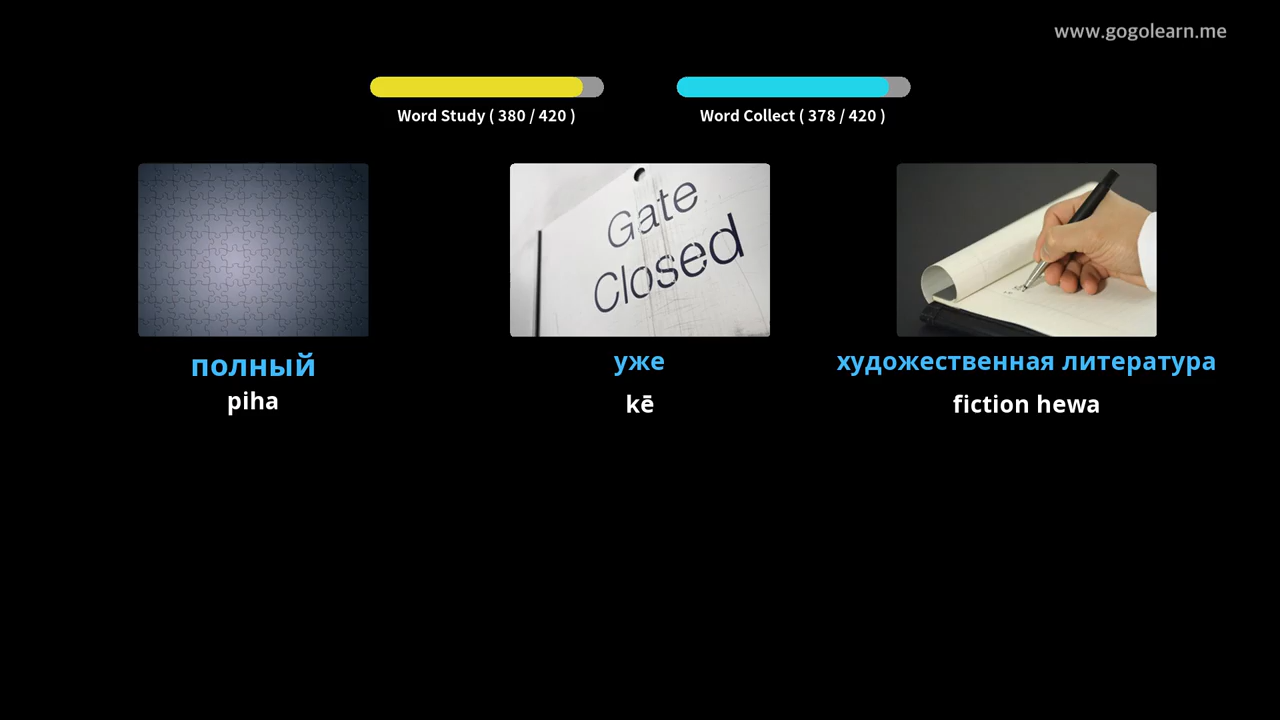 www.gogolearn.me
Word Study ( 380 / 420 )
Word Collect ( 378 / 420 )
Gate
Closed
полный
уже
художественная литература
piha
kē
fiction hewa